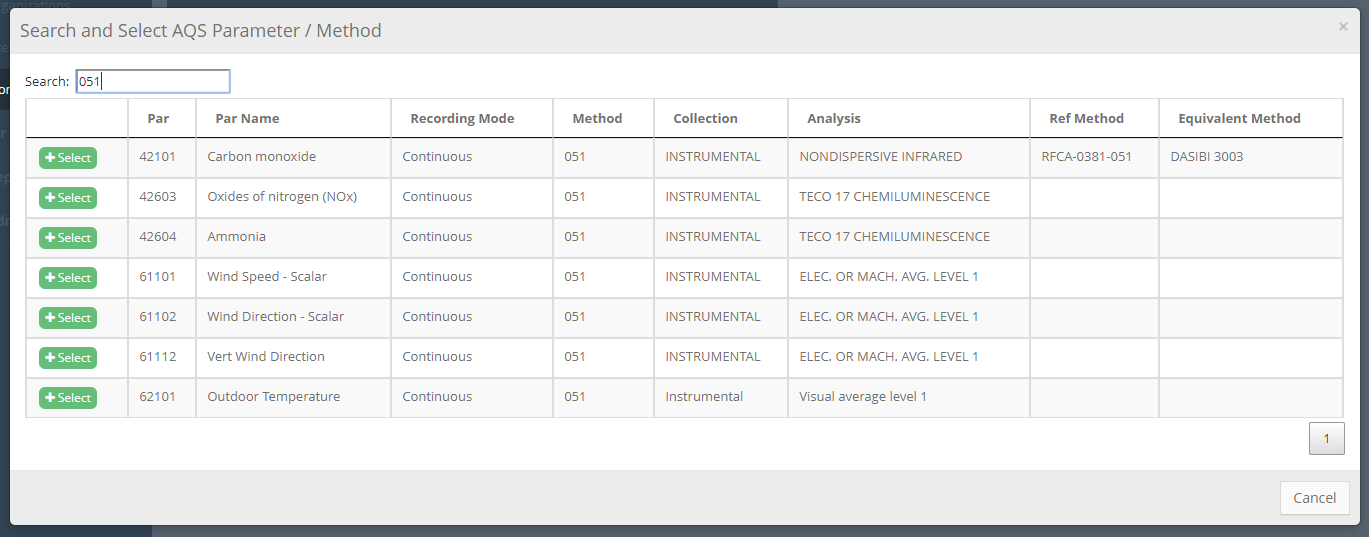 rganizations
Search and Select AQS Parameter / Method ×
Search: 051
Par Par Name Recording Mode Method Collection Analysis Ref Method Equivalent Method
Select 42101 Carbon monoxide Continuous 051 INSTRUMENTAL NONDISPERSIVE INFRARED RFCA-0381-051 DASIBI 3003
Select 42603 Oxides of nitrogen (NOx) Continuous 051 INSTRUMENTAL TECO 17 CHEMILUMINESCENCE
Select 42604 Ammonia Continuous 051 INSTRUMENTAL TECO 17 CHEMILUMINESCENCE
Select 61101 Wind Speed - Scalar Continuous 051 INSTRUMENTAL ELEC. OR MACH. AVG. LEVEL 1
Select 61102 Wind Direction - Scalar Continuous 051 INSTRUMENTAL ELEC. OR MACH. AVG. LEVEL 1
Select 61112 Vert Wind Direction Continuous 051 INSTRUMENTAL ELEC. OR MACH. AVG. LEVEL 1
Select 62101 Outdoor Temperature Continuous 051 Instrumental Visual average level 1
1
Cancel